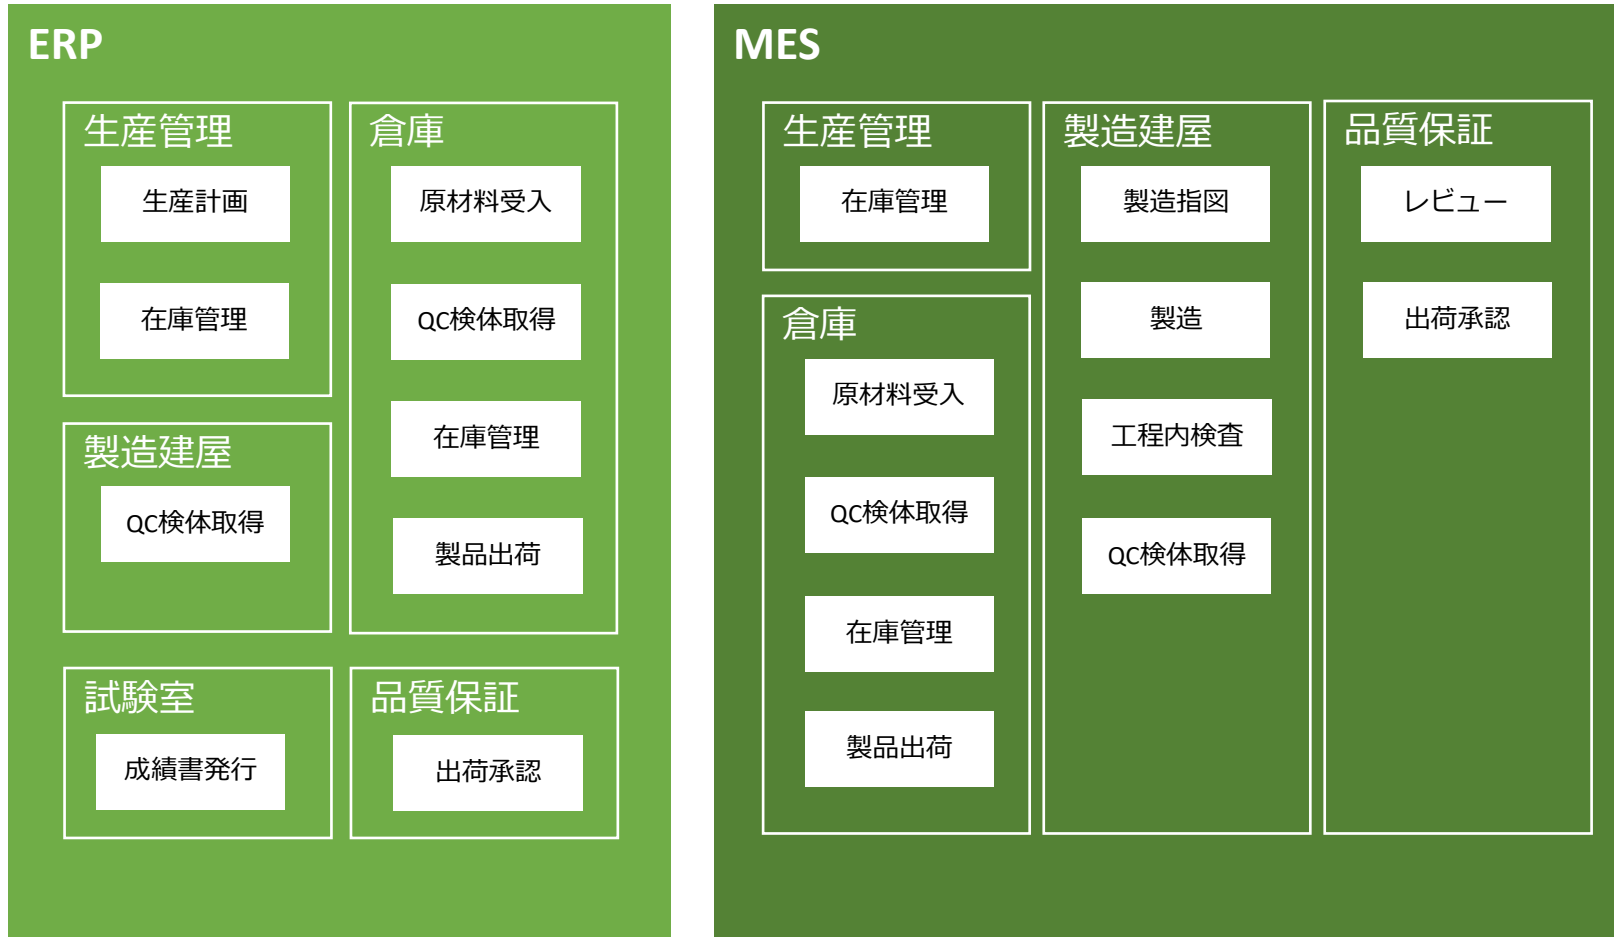 ERP
生産管理
生産計画
在庫管理
倉庫
原材料受入
QC検体取得
在庫管理
製品出荷
製造建屋
QC検体取得
試験室
成績書発行
品質保証
出荷承認
MES
生産管理
在庫管理
倉庫
原材料受入
QC検体取得
在庫管理
製品出荷
製造建屋
製造指図
製造
工程内検査
QC検体取得
品質保証
レビュー
出荷承認